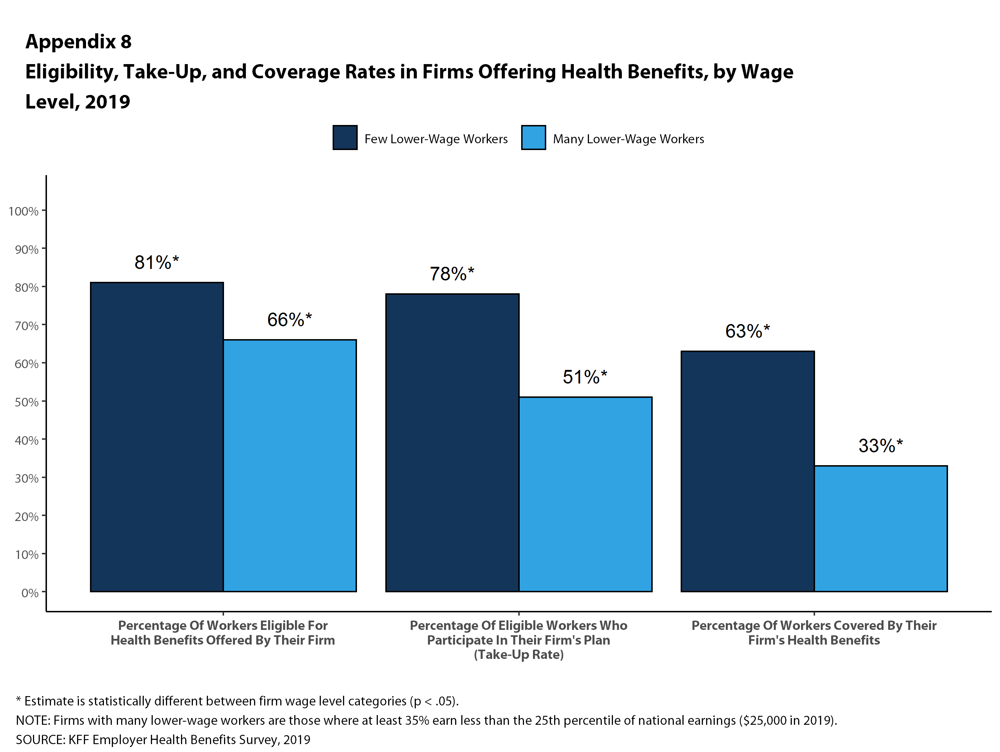 Appendix 8
Eligibility, Take-Up, and Coverage Rates in Firms Offering Health Benefits, by Wage
Level, 2019
Few Lower-Wage Workers
Many Lower-Wage Workers
100%
90%
80%
70%
60%
50%
40%
30%
20%
10%
0%
81%*
66%*
78%*
51%*
63%*
33%*
Percentage Of Workers Eligible For
Health Benefits Offered By Their Firm
Percentage Of Eligible Workers Who
Participate In Their Firm's Plan
(Take-Up Rate)
Percentage Of Workers Covered By Their
Firm's Health Benefits
* Estimate is statistically different between firm wage level categories (p < .05).
NOTE: Firms with many lower-wage workers are those where at least 35% earn less than the 25th percentile of national earnings ($25,000 in 2019).
SOURCE: KFF Employer Health Benefits Survey, 2019